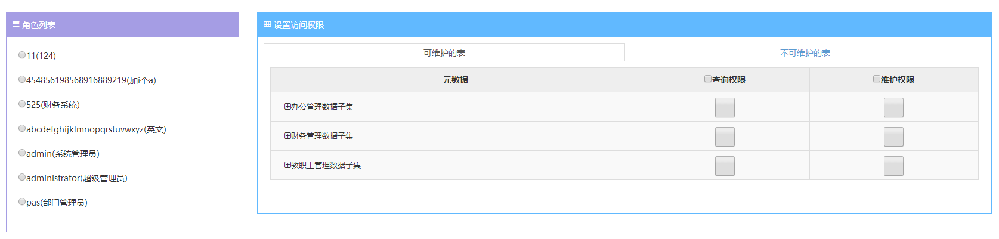 角色列表
11(124)
454856198568916889219(加i个a)
525(财务系统)
abcdefghijklmnopqrstuvwxyz(英文)
admin(系统管理员)
administrator(超级管理员)
pas(部门管理员)
设置访问权限
可维护的表 不可维护的表
元数据 查询权限 维护权限
办公管理数据子集
财务管理数据子集
教职工管理数据子集